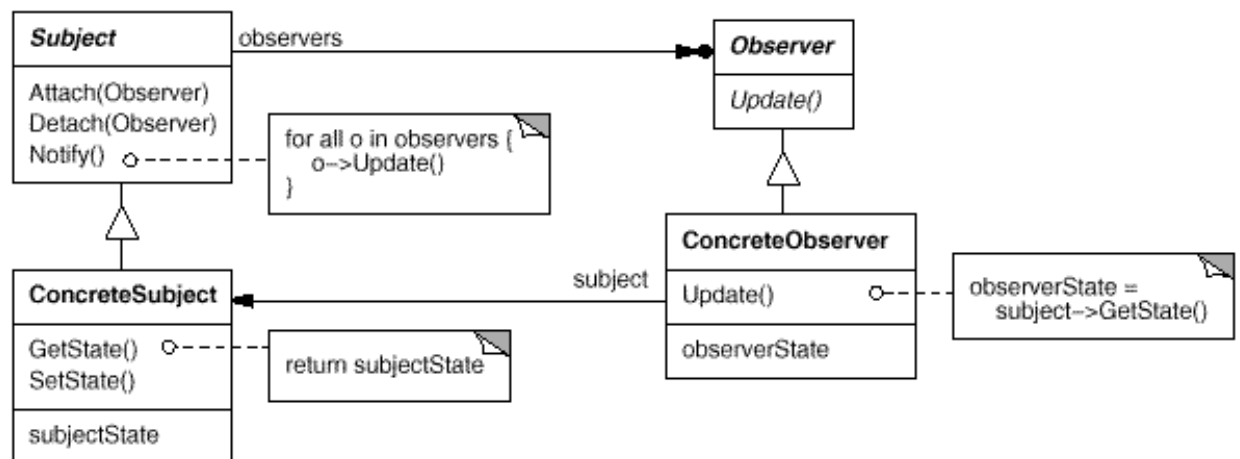 Subject
observers
Observer
Attach(Observer)
Detach(Observer)
Notify()
for all o in observers {
o->Update()
}
Update()
ConcreteSubject
GetState()
SetState()
subjectState
return subjectState
subject
ConcreteObserver
Update()
observerState
observerState =
subject->GetState()